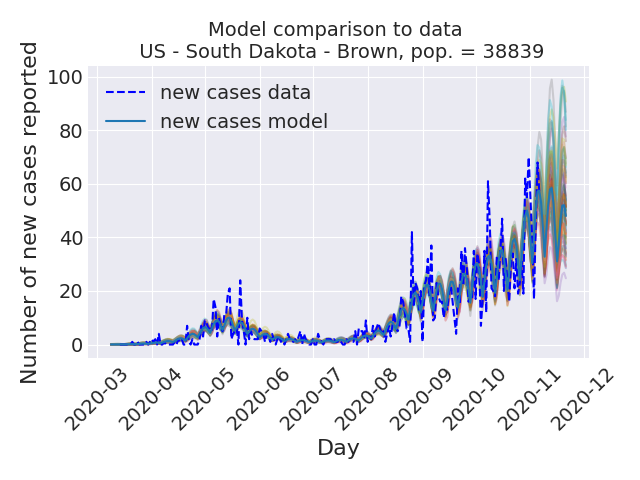 Model comparison to data
US - South Dakota - Brown, pop. = 38839
Number of new cases reported
100
80
60
40
20
0
new cases data
new cases model
2020-03
2020-04
2020-05
2020-06
2020-07
2020-08
2020-09
2020-10
2020-11
2020-12
Day